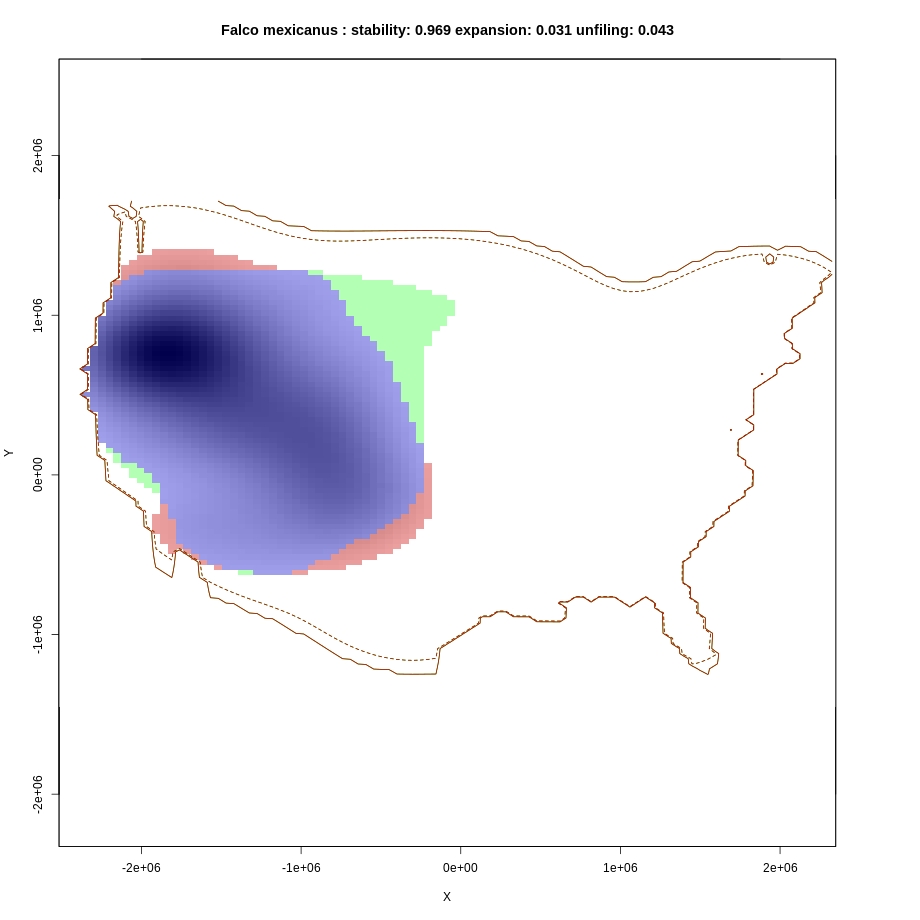 Falco mexicanus : stability: 0.969 expansion: 0.031 unfiling: 0.043
2e+06
1e+06
0e+00
-1e+06
-2e+06
Y
-2e+06 -1e+06 0e+00 1e+06 2e+06
X